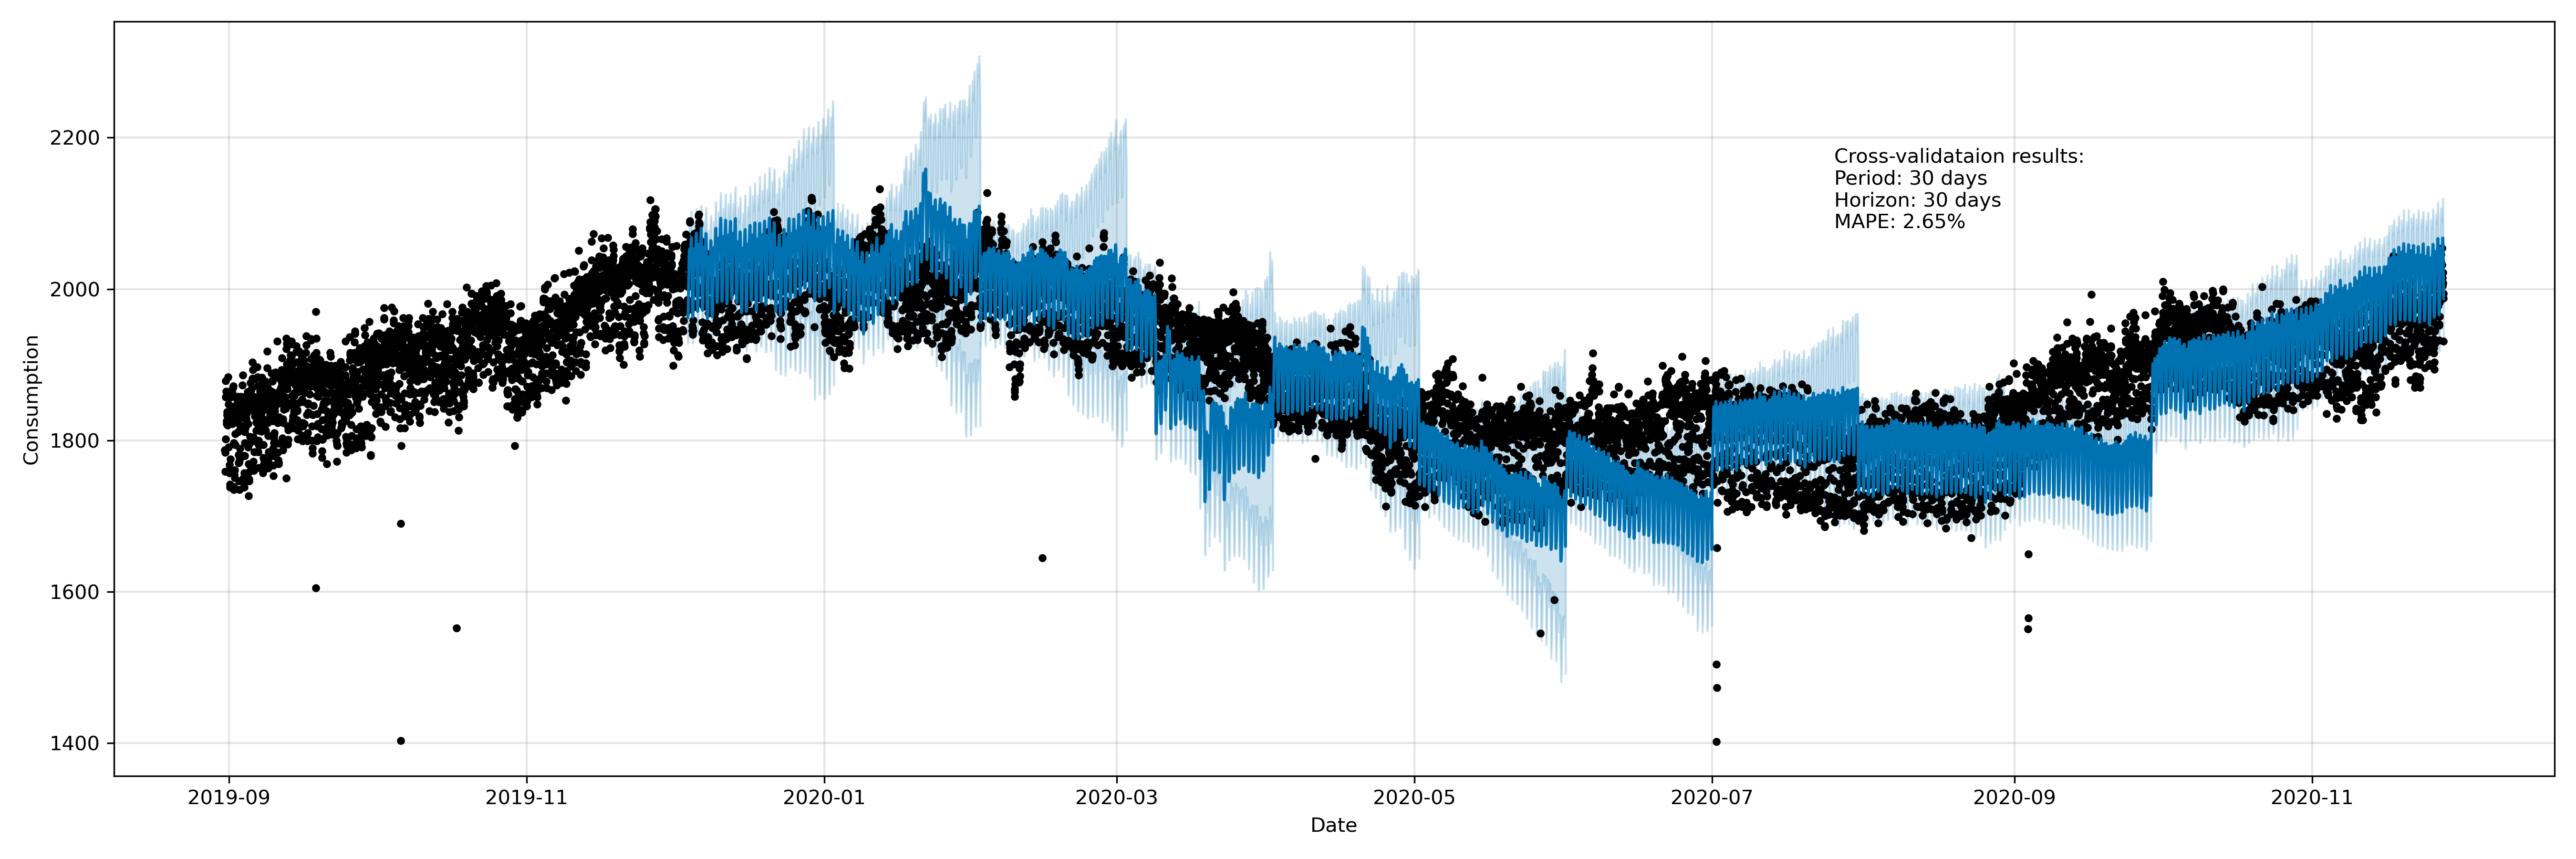 2200
2000
1800
1600
1400
Consumption
Cross-validataion results:
Period: 30 days
Horizon: 30 days
MAPE: 2.65%
2019-09
2019-11
2020-01
2020-03
2020-05
2020-07
2020-09
2020-11
Date